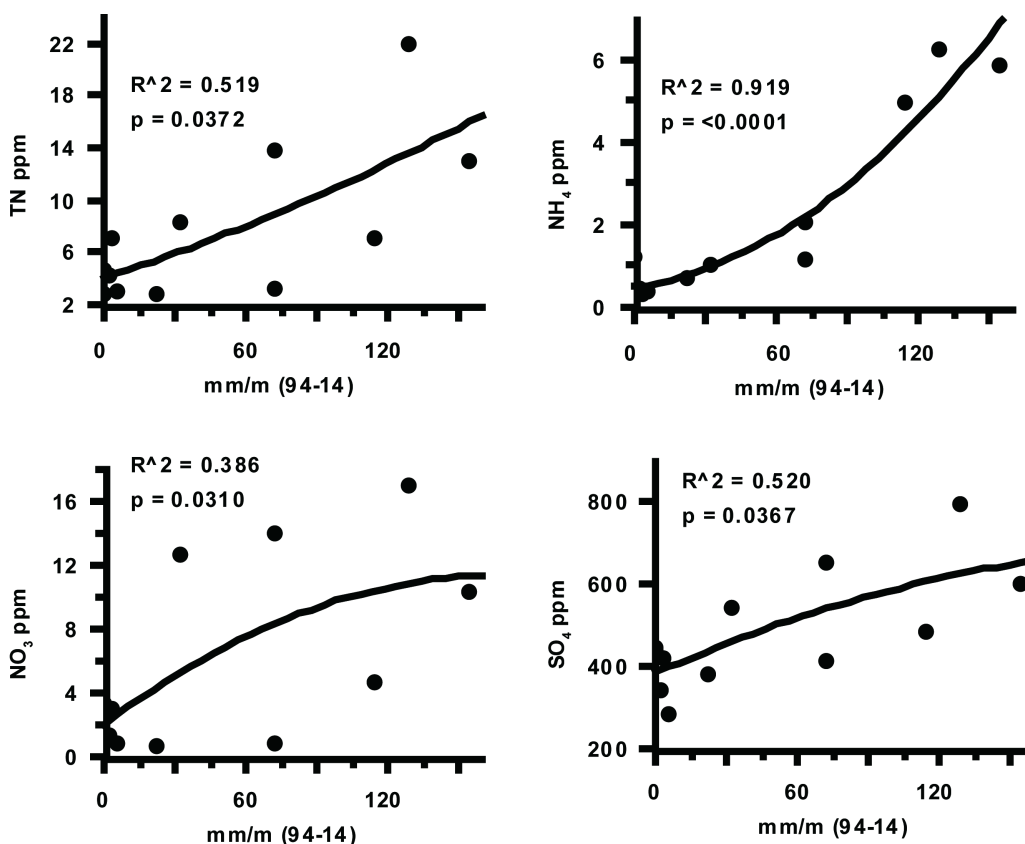 22
18
14
10
6
2
TN ppm
R^2 = 0.519
p = 0.0372
0 60 120
mm/m (94-14)
6
4
2
0
NH₄ ppm
R^2 = 0.919
p = <0.0001
0 60 120
mm/m (94-14)
16
12
8
4
0
NO₃ ppm
R^2 = 0.386
p = 0.0310
0 60 120
mm/m (94-14)
800
600
400
200
SO₄ ppm
R^2 = 0.520
p = 0.0367
0 60 120
mm/m (94-14)